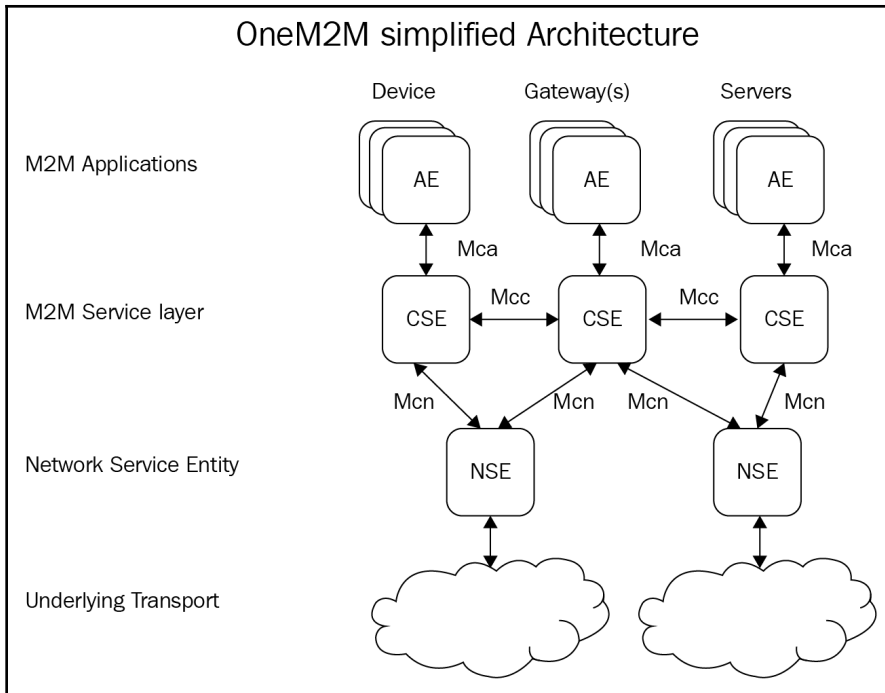 OneM2M simplified Architecture
Device Gateway(s) Servers
M2M Applications AE AE AE
Mca Mca Mca
Mcc Mcc
M2M Service layer CSE CSE CSE
Mcn Mcn Mcn Mcn
Network Service Entity NSE NSE
Underlying Transport